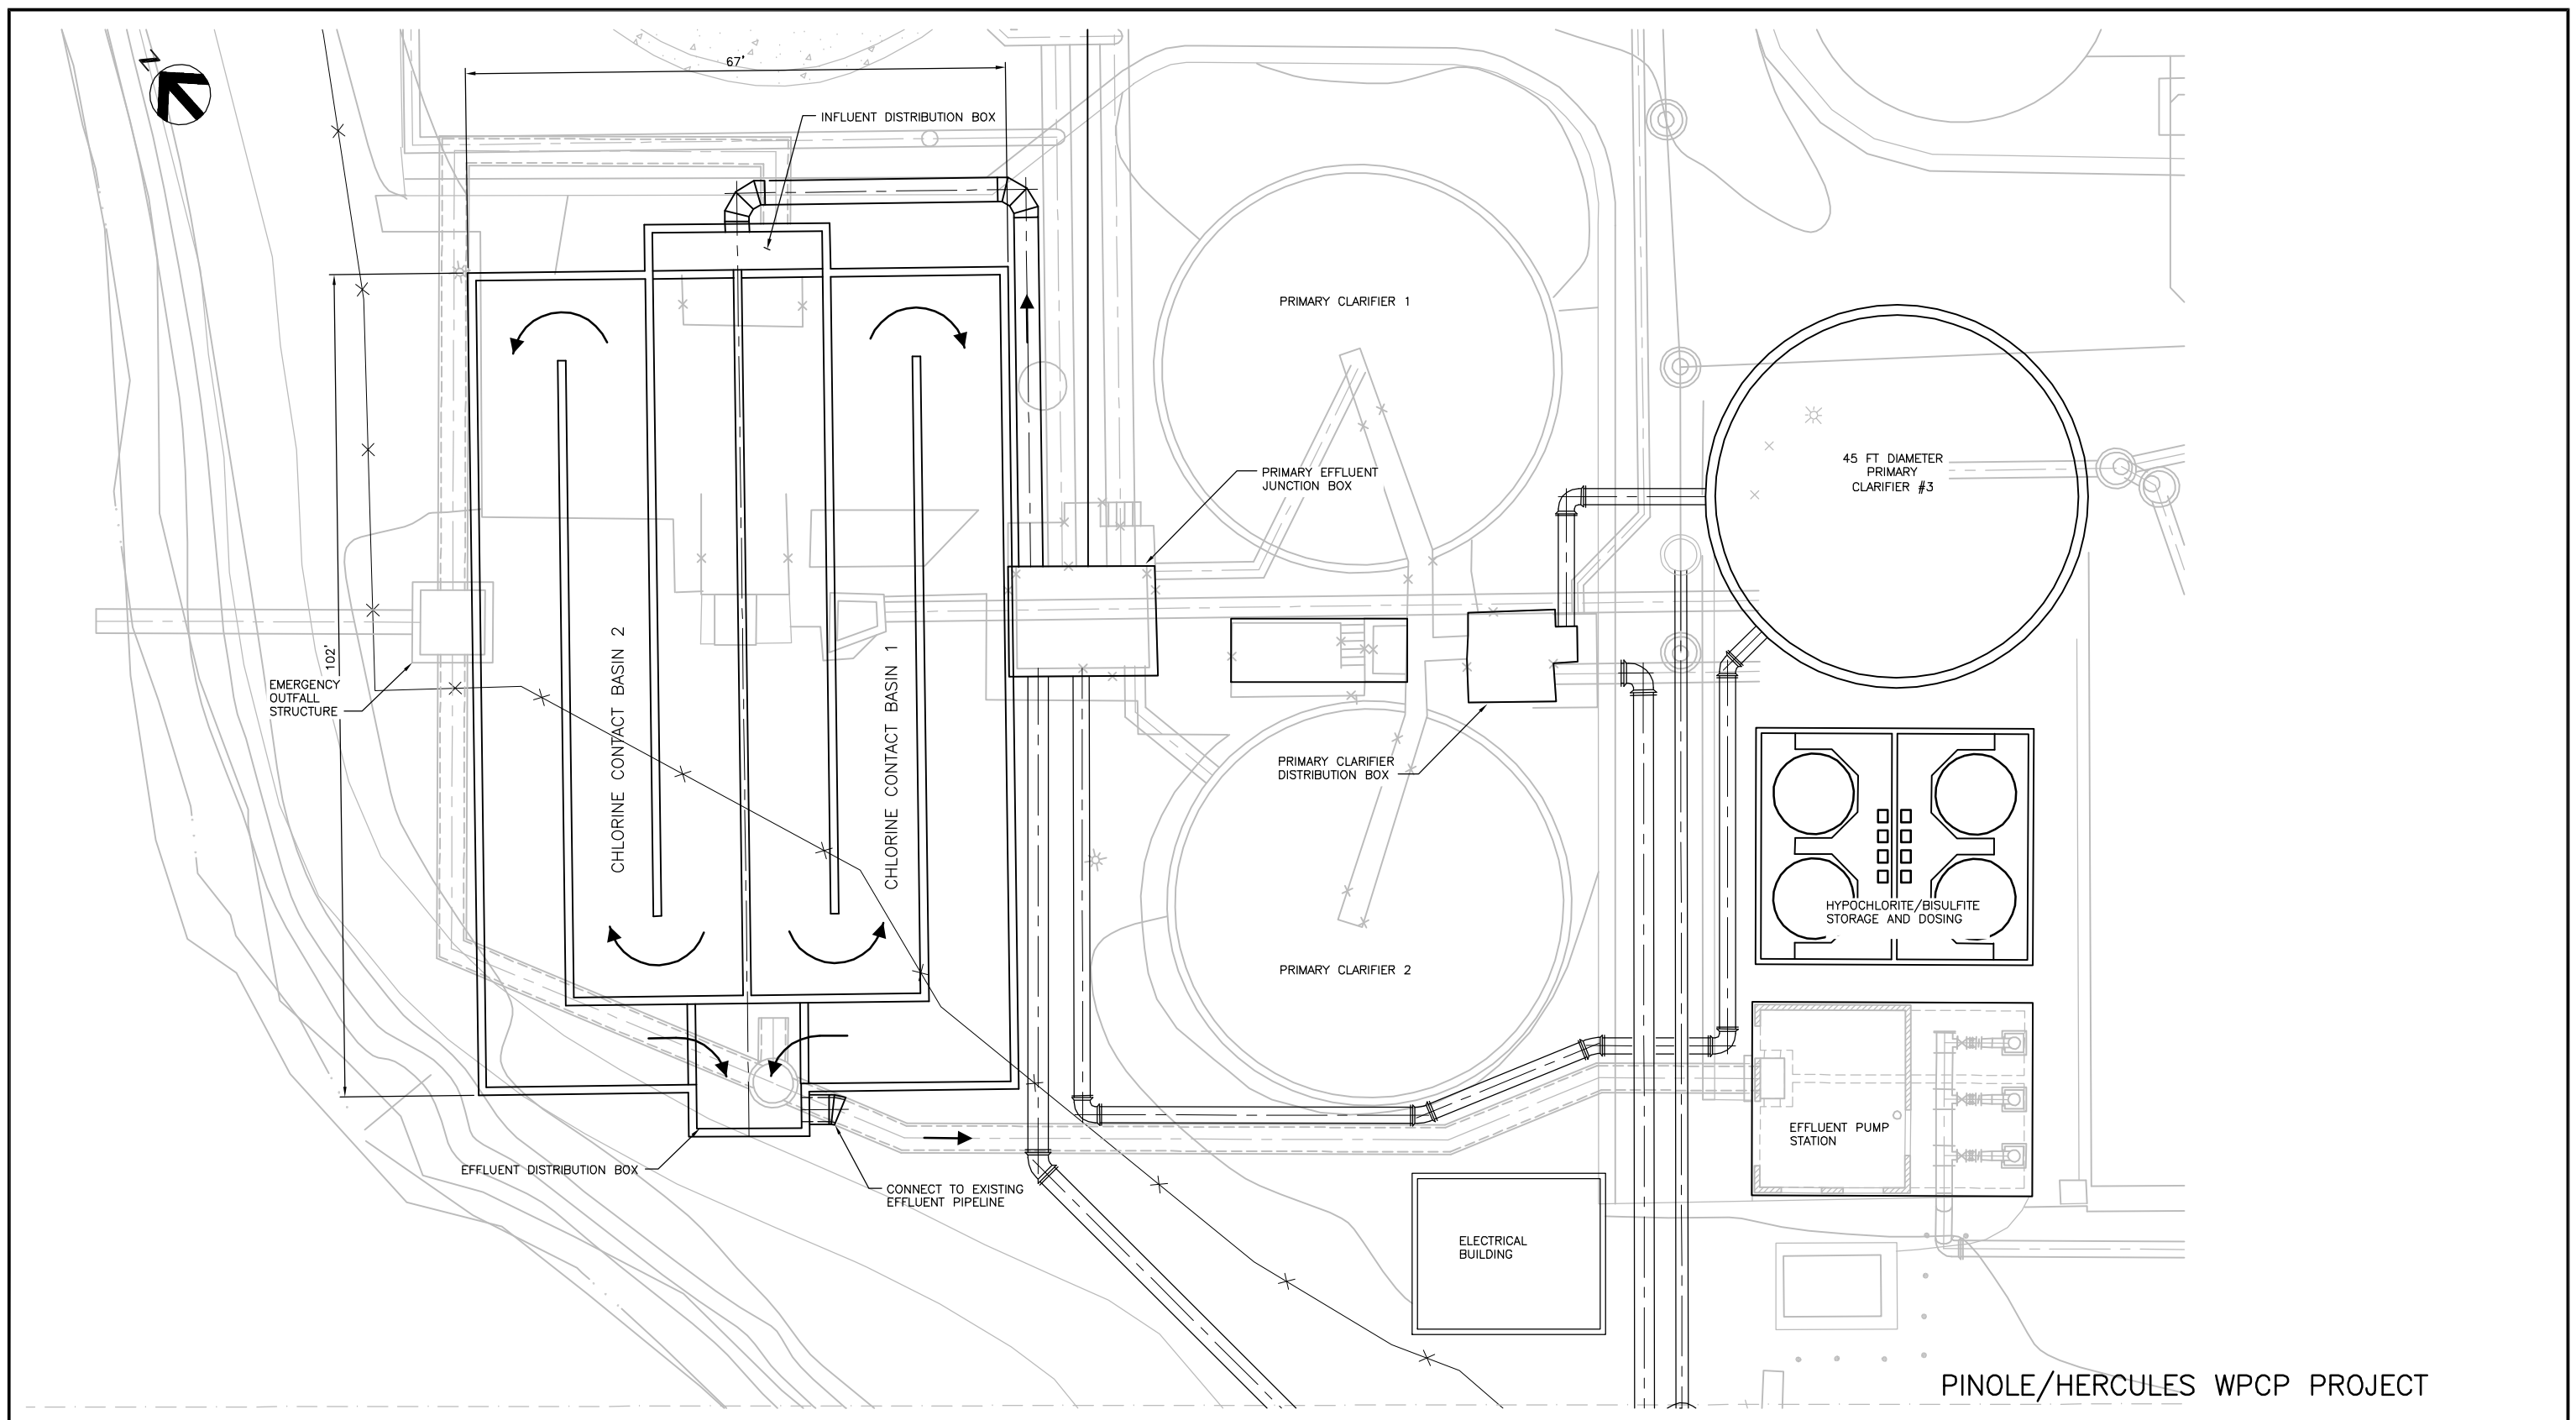 N
67'
INFLUENT DISTRIBUTION BOX
PRIMARY CLARIFIER 1
45 FT DIAMETER
PRIMARY
CLARIFIER #3
PRIMARY EFFLUENT
JUNCTION BOX
102'
EMERGENCY
OUTFALL
STRUCTURE
CHLORINE CONTACT BASIN 2
CHLORINE CONTACT BASIN 1
PRIMARY CLARIFIER
DISTRIBUTION BOX
HYPOCHLORITE/BISULFITE
STORAGE AND DOSING
PRIMARY CLARIFIER 2
EFFLUENT PUMP
STATION
EFFLUENT DISTRIBUTION BOX
CONNECT TO EXISTING
EFFLUENT PIPELINE
ELECTRICAL
BUILDING
PINOLE/HERCULES WPCP PROJECT